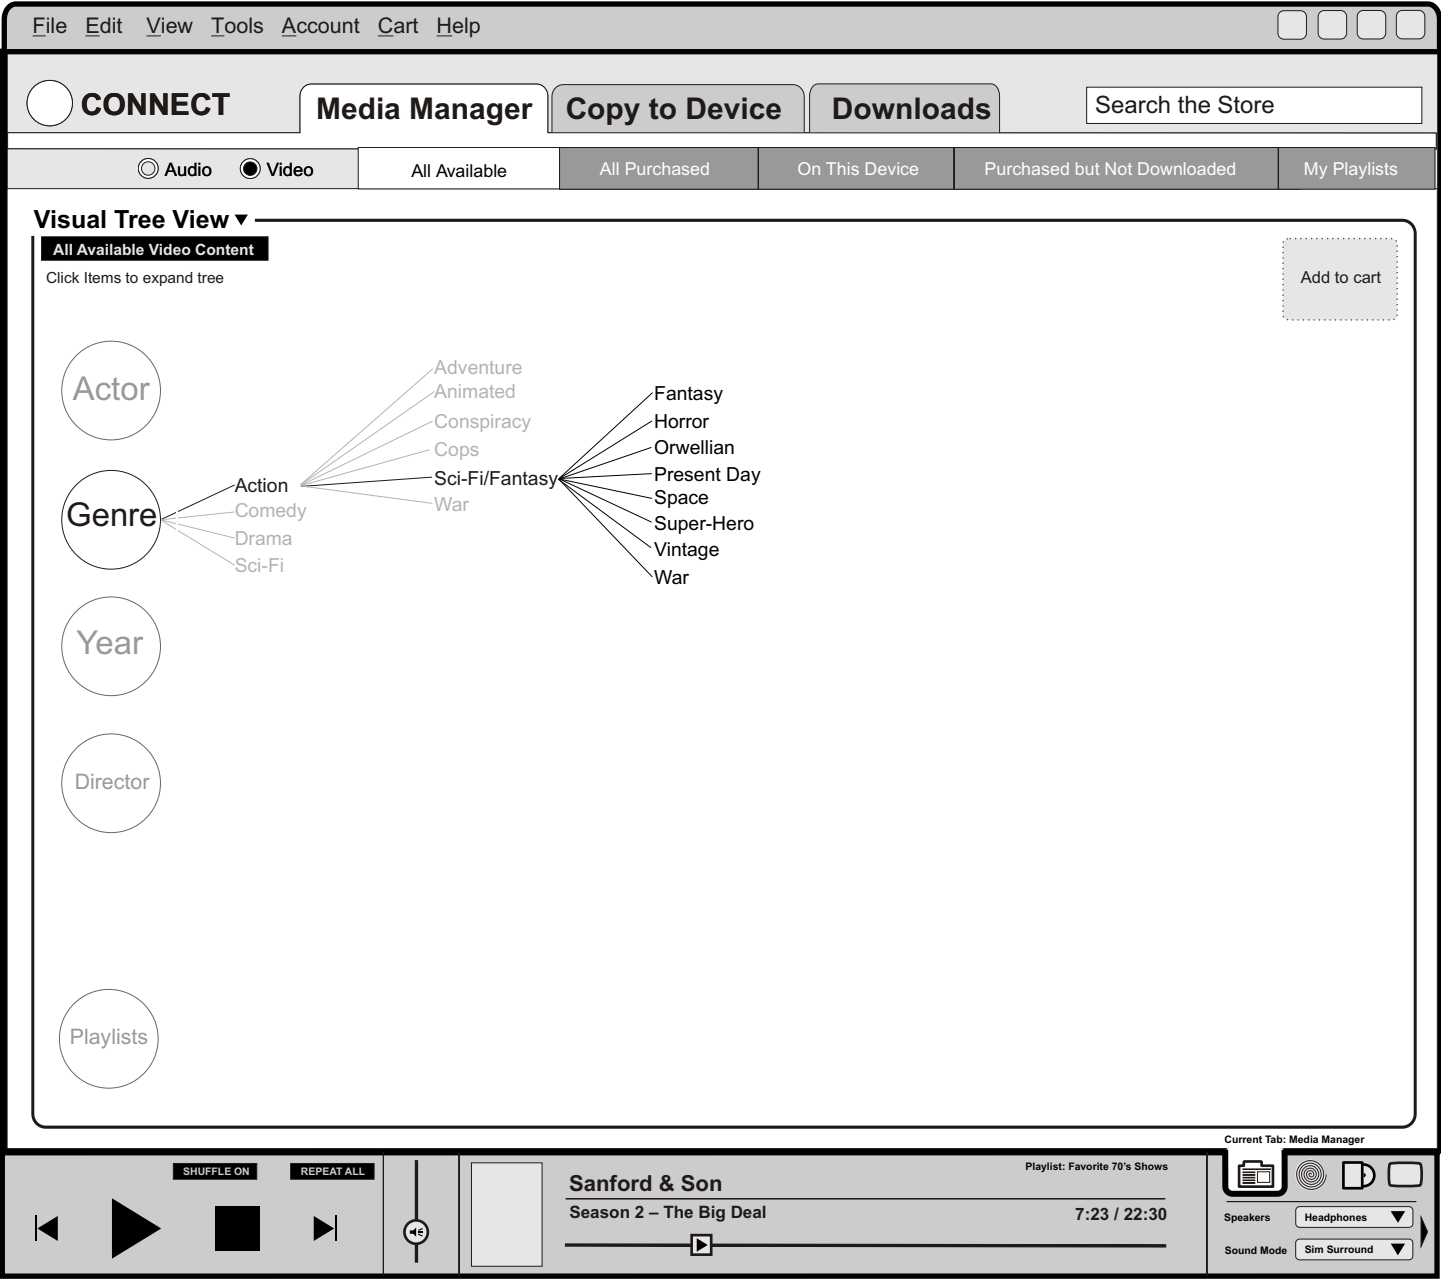 File Edit View Tools Account Cart Help
CONNECT
Media Manager
Copy to Device
Downloads
Search the Store
Audio
Video
All Available
All Purchased
On This Device
Purchased but Not Downloaded
My Playlists
Visual Tree View
All Available Video Content
Click Items to expand tree
Add to cart
Actor
Genre
Year
Director
Playlists
Action
Comedy
Drama
Sci-Fi
Adventure
Animated
Conspiracy
Cops
Sci-Fi/Fantasy
War
Fantasy
Horror
Orwellian
Present Day
Space
Super-Hero
Vintage
War
Current Tab: Media Manager
SHUFFLE ON
REPEAT ALL
Playlist: Favorite 70's Shows
Sanford & Son
Season 2 – The Big Deal
7:23 / 22:30
Speakers
Headphones
Sound Mode
Sim Surround